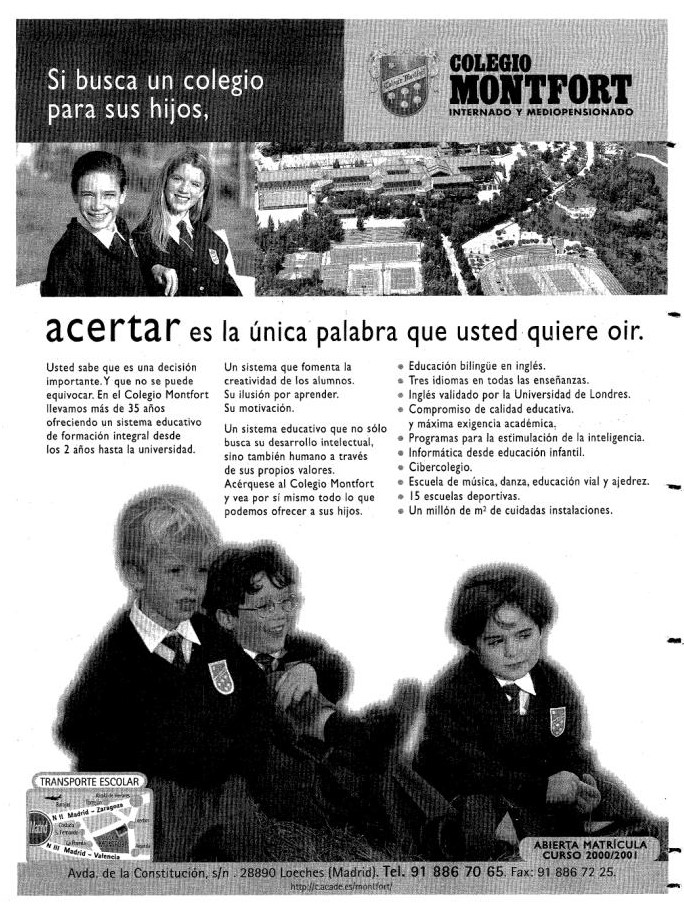 Si busca un colegio
para sus hijos,
COLEGIO
MONTFORT
INTERNADO Y MEDIOPENSIONADO
acertar es la única palabra que usted quiere oir.
Usted sabe que es una decisión
importante. Y que no se puede
equivocar. En el Colegio Montfort
llevamos más de 35 años
ofreciendo un sistema educativo
de formación integral desde
los 2 años hasta la universidad.
Un sistema que fomenta la
creatividad de los alumnos.
Su ilusión por aprender.
Su motivación.
Un sistema educativo que no sólo
busca su desarrollo intelectual,
sino también humano a través
de sus propios valores.
Acérquese al Colegio Montfort
y vea por sí mismo todo lo que
podemos ofrecer a sus hijos.
Educación bilingüe en inglés.
Tres idiomas en todas las enseñanzas.
Inglés validado por la Universidad de Londres.
Compromiso de calidad educativa.
y máxima exigencia académica.
Programas para la estimulación de la inteligencia.
Informática desde educación infantil.
Cibercolegio.
Escuela de música, danza, educación vial y ajedrez.
15 escuelas deportivas.
Un millón de m² de cuidadas instalaciones.
TRANSPORTE ESCOLAR
N II Madrid - Zaragoza
Madrid
N III Madrid - Valencia
ABIERTA MATRÍCULA
CURSO 2000/2001
Avda. de la Constitución, s/n . 28890 Loeches (Madrid). Tel. 91 886 70 65. Fax: 91 886 72 25.
http://c.acade.es/montfort/